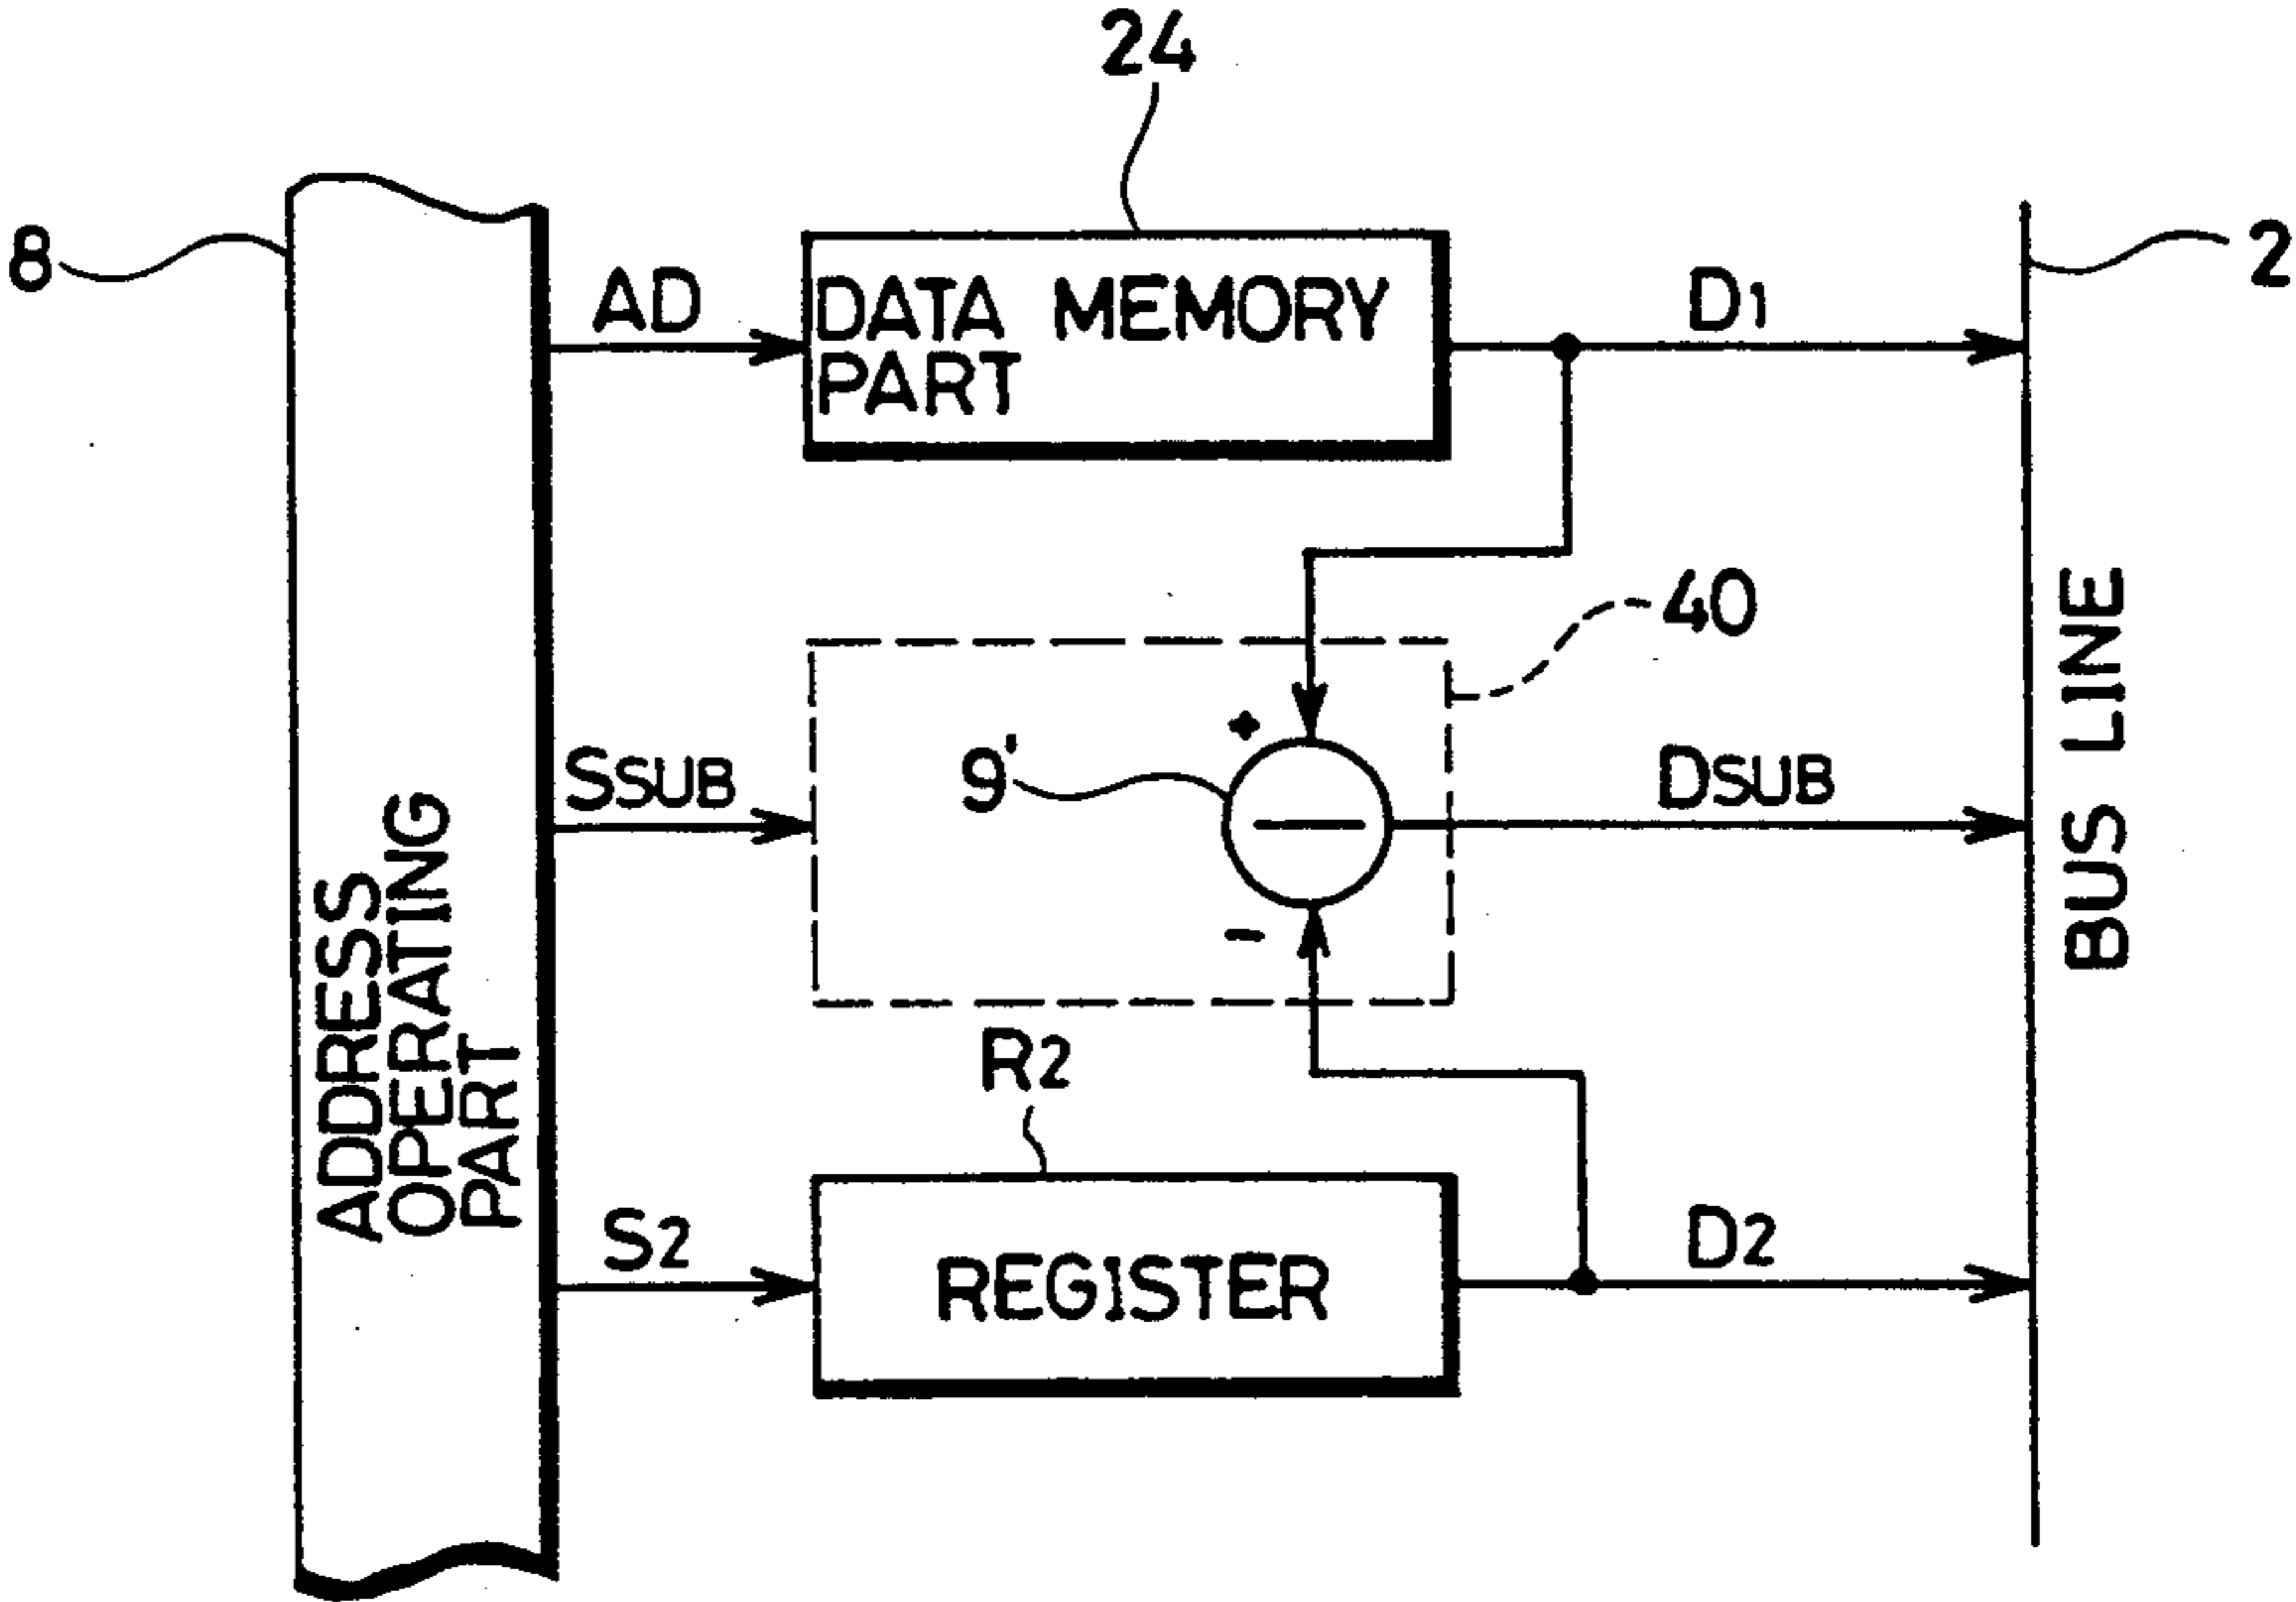 24
8
2
AD
DATA MEMORY
PART
D1
40
+
9'
SSUB
DSUB
−
ADDRESS
OPERATING
PART
BUS LINE
R2
S2
REGISTER
D2